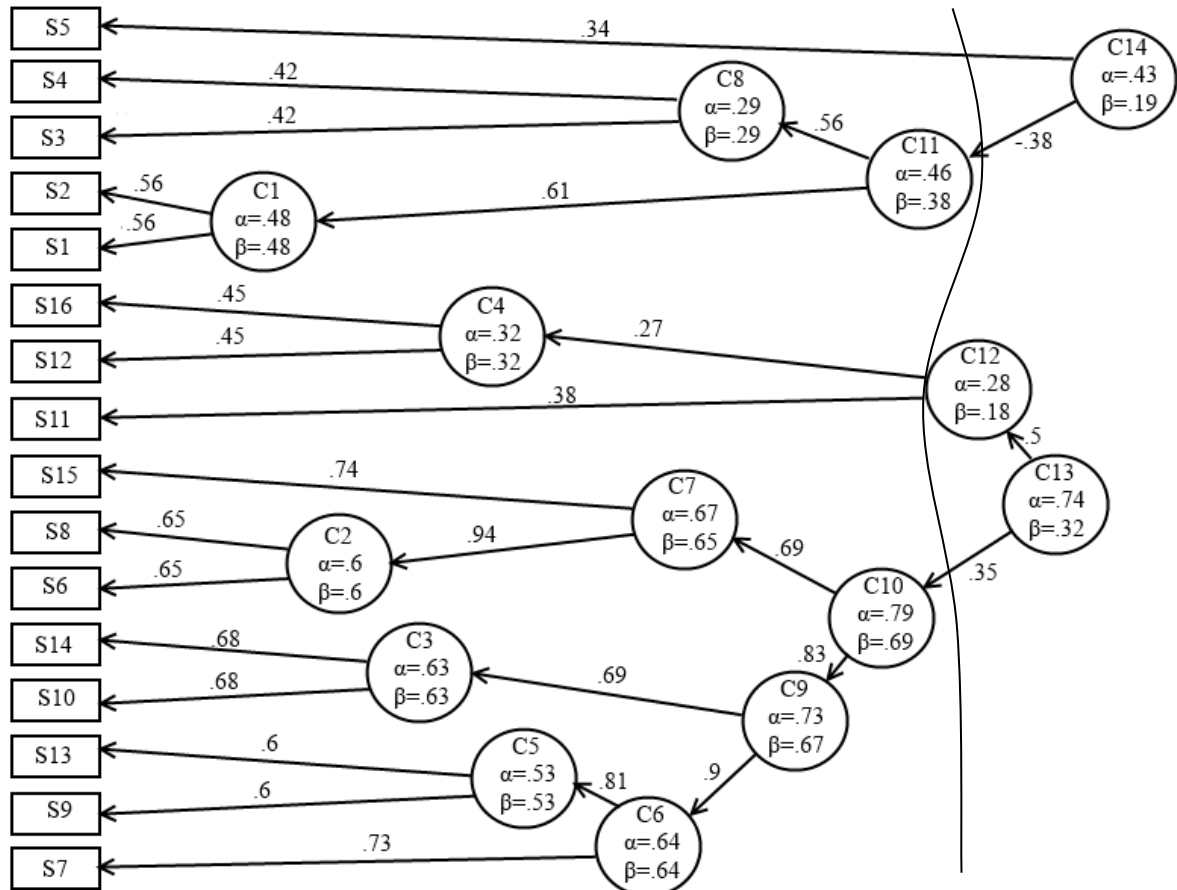 S5
.34
C14
α=.43
β=.19
S4
.42
C8
α=.29
β=.29
S3
.42
.56
-.38
C11
α=.46
β=.38
S2
.56
C1
α=.48
β=.48
.61
S1
.56
S16
.45
C4
α=.32
β=.32
.27
S12
.45
C12
α=.28
β=.18
S11
.38
.5
S15
.74
C7
α=.67
β=.65
C13
α=.74
β=.32
S8
.65
C2
α=.6
β=.6
.94
.69
.35
S6
.65
C10
α=.79
β=.69
S14
.68
C3
α=.63
β=.63
.83
S10
.68
.69
C9
α=.73
β=.67
S13
.6
C5
α=.53
β=.53
.9
S9
.6
.81
C6
α=.64
β=.64
S7
.73